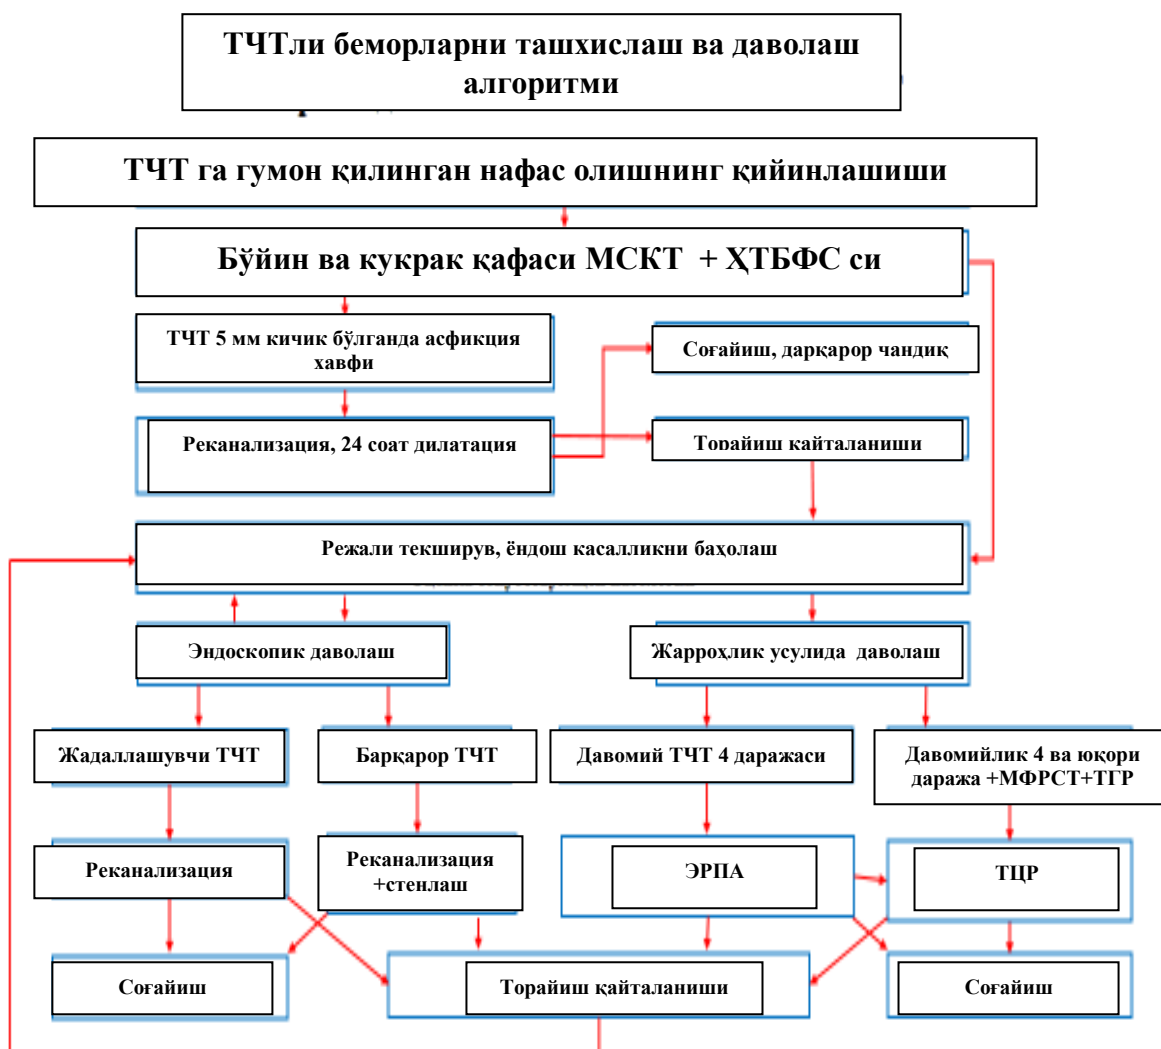 ТЧТли беморларни ташхислаш ва даволаш
алгоритми
ТЧТ га гумон қилинган нафас олишнинг қийинлашиши
Бўйин ва кукрак қафаси МСКТ + ҲТБФС си
ТЧТ 5 мм кичик бўлганда асфикция
хавфи
Соғайиш, дарқарор чандиқ
Реканализация, 24 соат дилатация
Торайиш кайталаниши
Режали текширув, ёндош касалликни баҳолаш
Эндоскопик даволаш
Жарроҳлик усулида даволаш
Жадаллашувчи ТЧТ
Барқарор ТЧТ
Давомий ТЧТ 4 даражаси
Давомийлик 4 ва юқори
даража +МФРСТ+ТГР
Реканализация
Реканализация
+стенлаш
ЭРПА
ТЦР
Соғайиш
Торайиш қайталаниши
Соғайиш